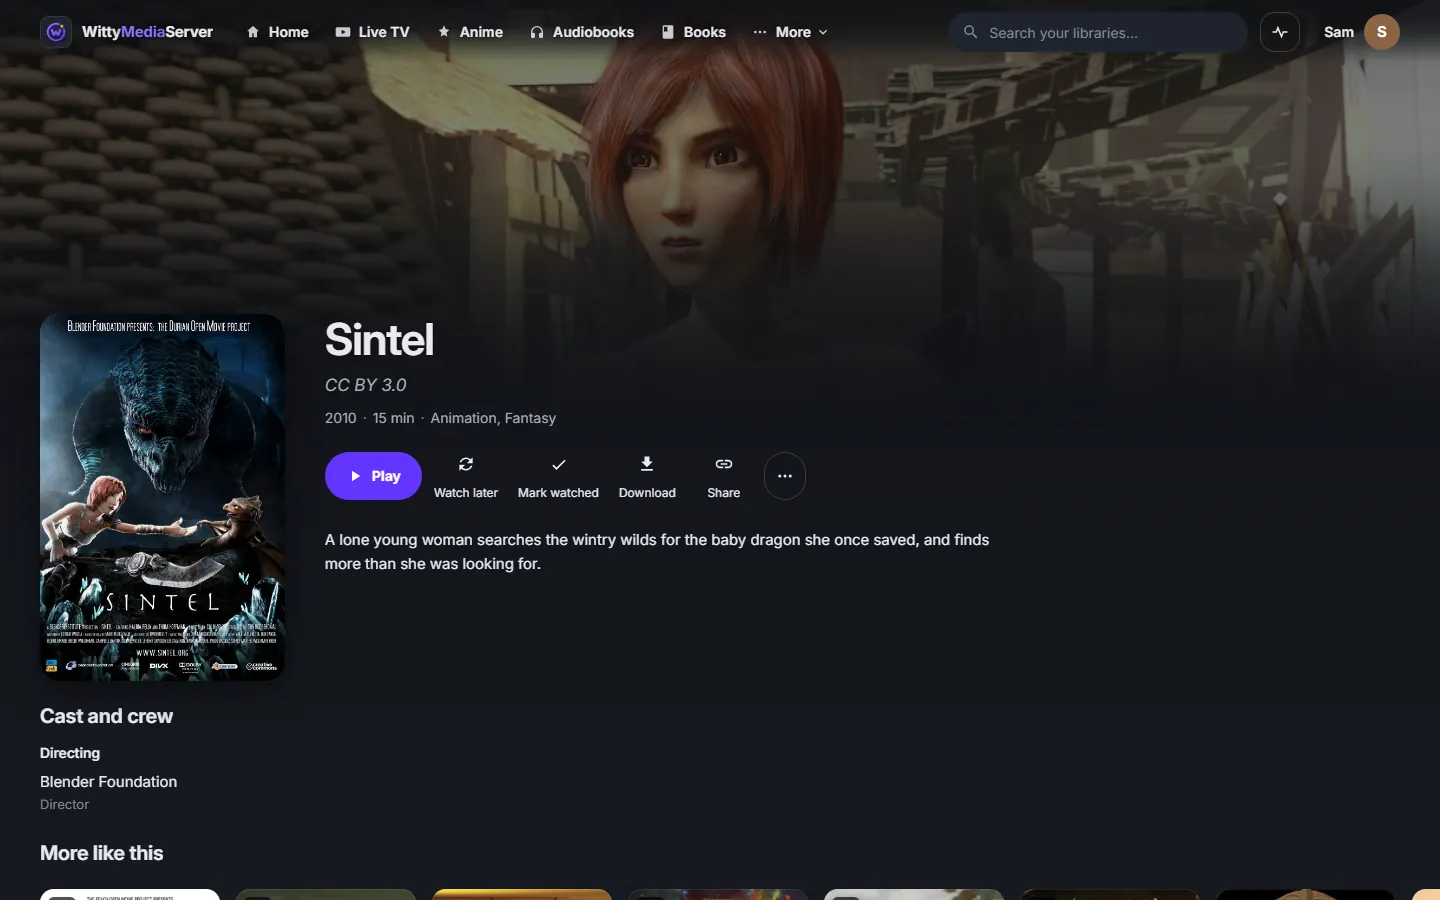 WittyMediaServer
Home
Live TV
Anime
Audiobooks
Books
More
Search your libraries...
Sam
S
BLENDER FOUNDATION PRESENTS: THE DURIAN OPEN MOVIE PROJECT
SINTEL
WWW.SINTEL.ORG
DIVX
Sintel
CC BY 3.0
2010 · 15 min · Animation, Fantasy
Play
Watch later
Mark watched
Download
Share
A lone young woman searches the wintry wilds for the baby dragon she once saved, and finds
more than she was looking for.
Cast and crew
Directing
Blender Foundation
Director
More like this